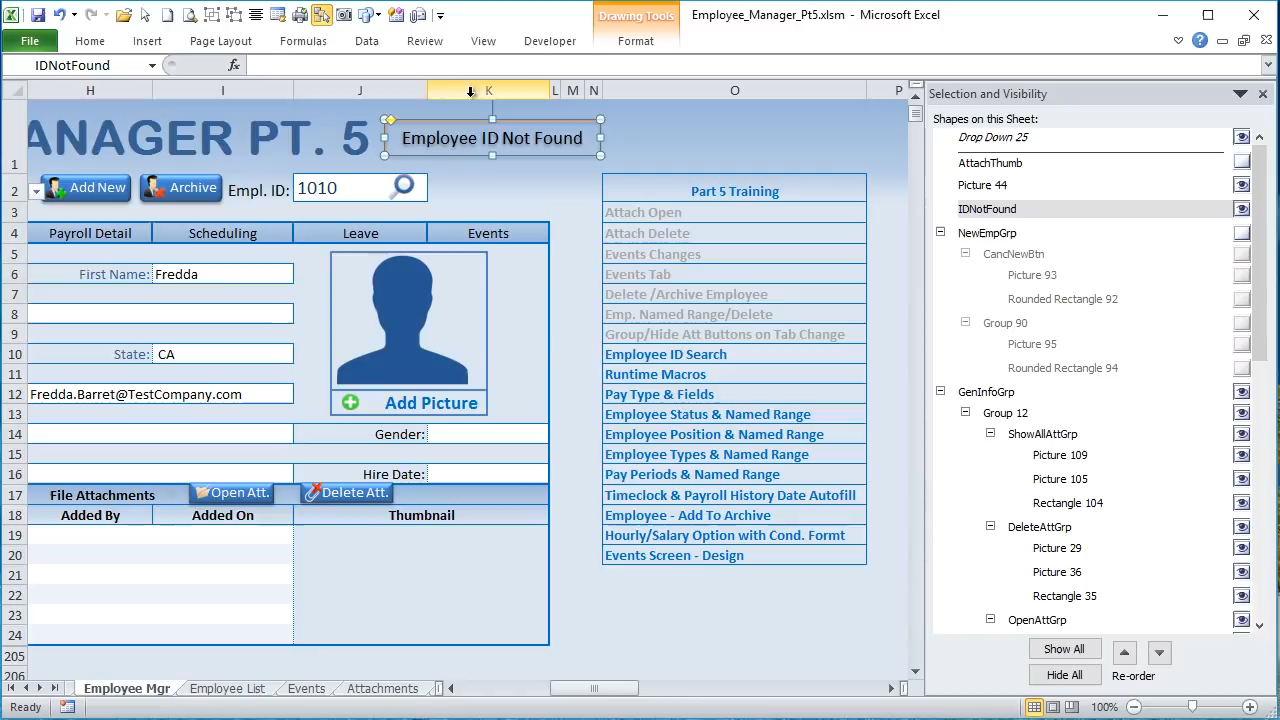 Drawing Tools
Employee_Manager_Pt5.xlsm - Microsoft Excel
File
Home
Insert
Page Layout
Formulas
Data
Review
View
Developer
Format
IDNotFound
fx
H
I
J
K
L
M
N
O
P
Selection and Visibility
Shapes on this Sheet:
1
ANAGER PT. 5
Employee ID Not Found
Drop Down 25
AttachThumb
Picture 44
IDNotFound
NewEmpGrp
CancNewBtn
Picture 93
Rounded Rectangle 92
Group 90
Picture 95
Rounded Rectangle 94
GenInfoGrp
Group 12
ShowAllAttGrp
Picture 109
Picture 105
Rectangle 104
DeleteAttGrp
Picture 29
Picture 36
Rectangle 35
OpenAttGrp
Show All
Hide All
Re-order
2
Add New
Archive
Empl. ID:
1010
Part 5 Training
3
Attach Open
4
Payroll Detail
Scheduling
Leave
Events
Attach Delete
5
Events Changes
6
First Name:
Fredda
Events Tab
7
Delete /Archive Employee
8
Emp. Named Range/Delete
9
Group/Hide Att Buttons on Tab Change
10
State:
CA
Employee ID Search
11
Runtime Macros
12
Fredda.Barret@TestCompany.com
Add Picture
Pay Type & Fields
13
Employee Status & Named Range
14
Gender:
Employee Position & Named Range
15
Employee Types & Named Range
16
Hire Date:
Pay Periods & Named Range
17
File Attachments
Open Att.
Delete Att.
Timeclock & Payroll History Date Autofill
18
Added By
Added On
Thumbnail
Employee - Add To Archive
19
Hourly/Salary Option with Cond. Formt
20
Events Screen - Design
21
22
23
24
205
206
Employee Mgr
Employee List
Events
Attachments
Ready
100%